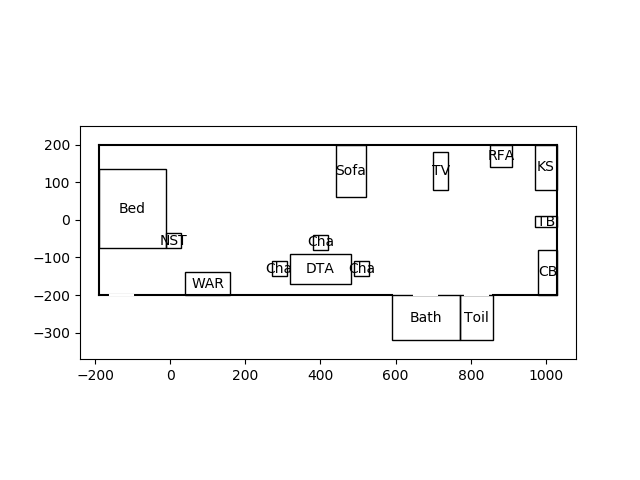 200
100
0
−100
−200
−300
Bed
NST
WAR
Sofa
TV
RFA
KS
TB
CB
Cha
Cha
DTA
Cha
Bath
Toil
−200
0
200
400
600
800
1000